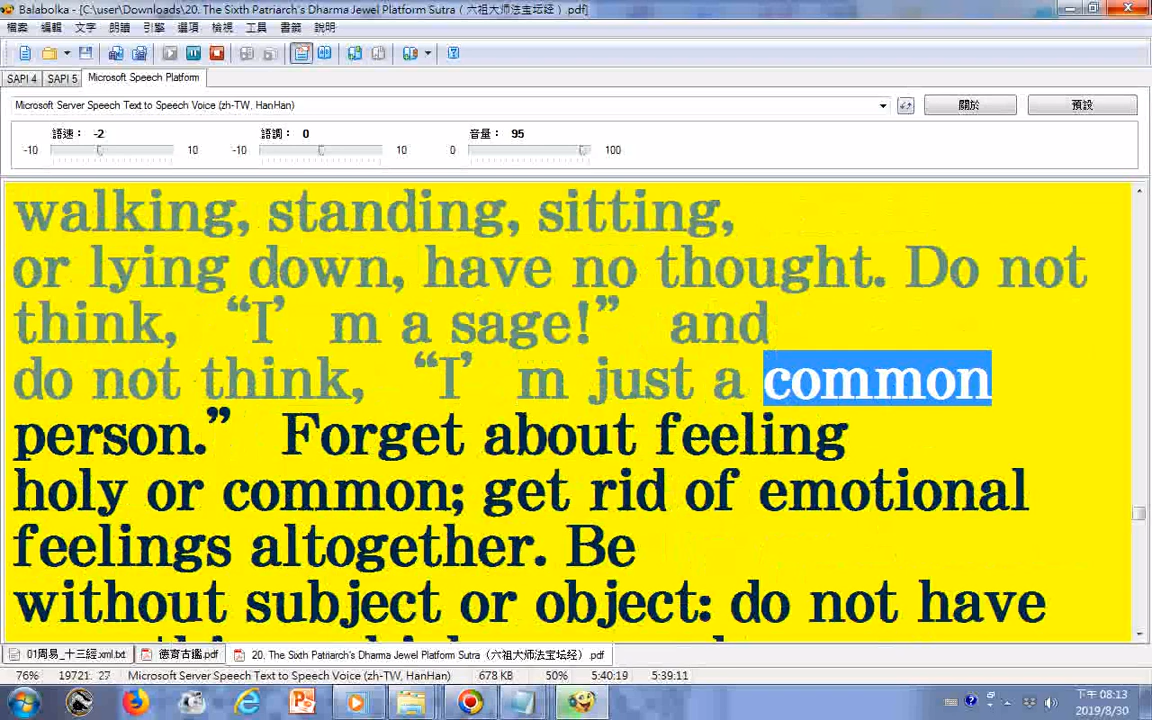 Balabolka - [C:\user\Downloads\20. The Sixth Patriarch's Dharma Jewel Platform Sutra（六祖大师法宝坛经）.pdf]
檔案 編輯 文字 朗讀 引擎 選項 檢視 工具 書籤 說明
SAPI 4 SAPI 5 Microsoft Speech Platform
Microsoft Server Speech Text to Speech Voice (zh-TW, HanHan) 關於 預設
語速： -2 語調： 0 音量： 95
-10 10 -10 10 0 100
walking, standing, sitting,
or lying down, have no thought. Do not
think, “I’m a sage!” and
do not think, “I’m just a common
person.” Forget about feeling
holy or common; get rid of emotional
feelings altogether. Be
without subject or object: do not have
01周易_十三經.xml.txt 德育古鑑.pdf 20. The Sixth Patriarch's Dharma Jewel Platform Sutra（六祖大师法宝坛经）.pdf
76% 19721: 27 Microsoft Server Speech Text to Speech Voice (zh-TW, HanHan) 678 KB 50% 5:40:19 5:39:11
下午 08:13
2019/8/30